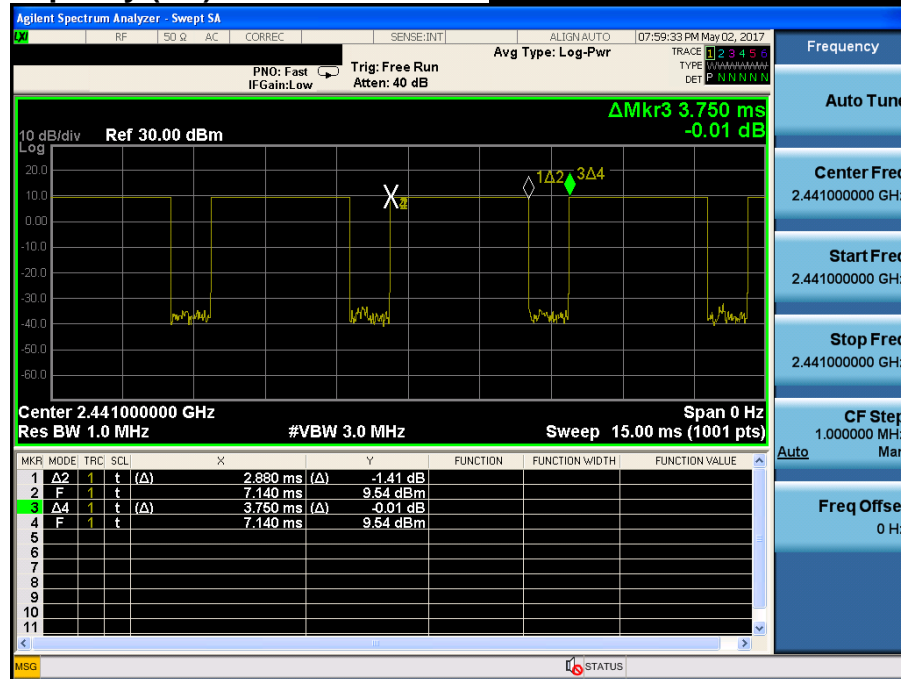 Agilent Spectrum Analyzer - Swept SA
LXI RF 50 Ω AC CORREC SENSE:INT ALIGN AUTO 07:59:33 PM May 02, 2017
Avg Type: Log-Pwr
TRACE 1 2 3 4 5 6
TYPE WWWWWW
DET P N N N N N
PNO: Fast
IFGain:Low
Trig: Free Run
Atten: 40 dB
ΔMkr3 3.750 ms
-0.01 dB
10 dB/div Ref 30.00 dBm
Log
20.0
10.0
0.00
-10.0
-20.0
-30.0
-40.0
-50.0
-60.0
1Δ2 3Δ4
Center 2.441000000 GHz Span 0 Hz
Res BW 1.0 MHz #VBW 3.0 MHz Sweep 15.00 ms (1001 pts)
MKR MODE TRC SCL X Y FUNCTION FUNCTION WIDTH FUNCTION VALUE
1 Δ2 1 t (Δ) 2.880 ms (Δ) -1.41 dB
2 F 1 t 7.140 ms 9.54 dBm
3 Δ4 1 t (Δ) 3.750 ms (Δ) -0.01 dB
4 F 1 t 7.140 ms 9.54 dBm
5
6
7
8
9
10
11
MSG STATUS
Frequency
Auto Tune
Center Freq
2.441000000 GHz
Start Freq
2.441000000 GHz
Stop Freq
2.441000000 GHz
CF Step
1.000000 MHz
Auto Man
Freq Offset
0 Hz